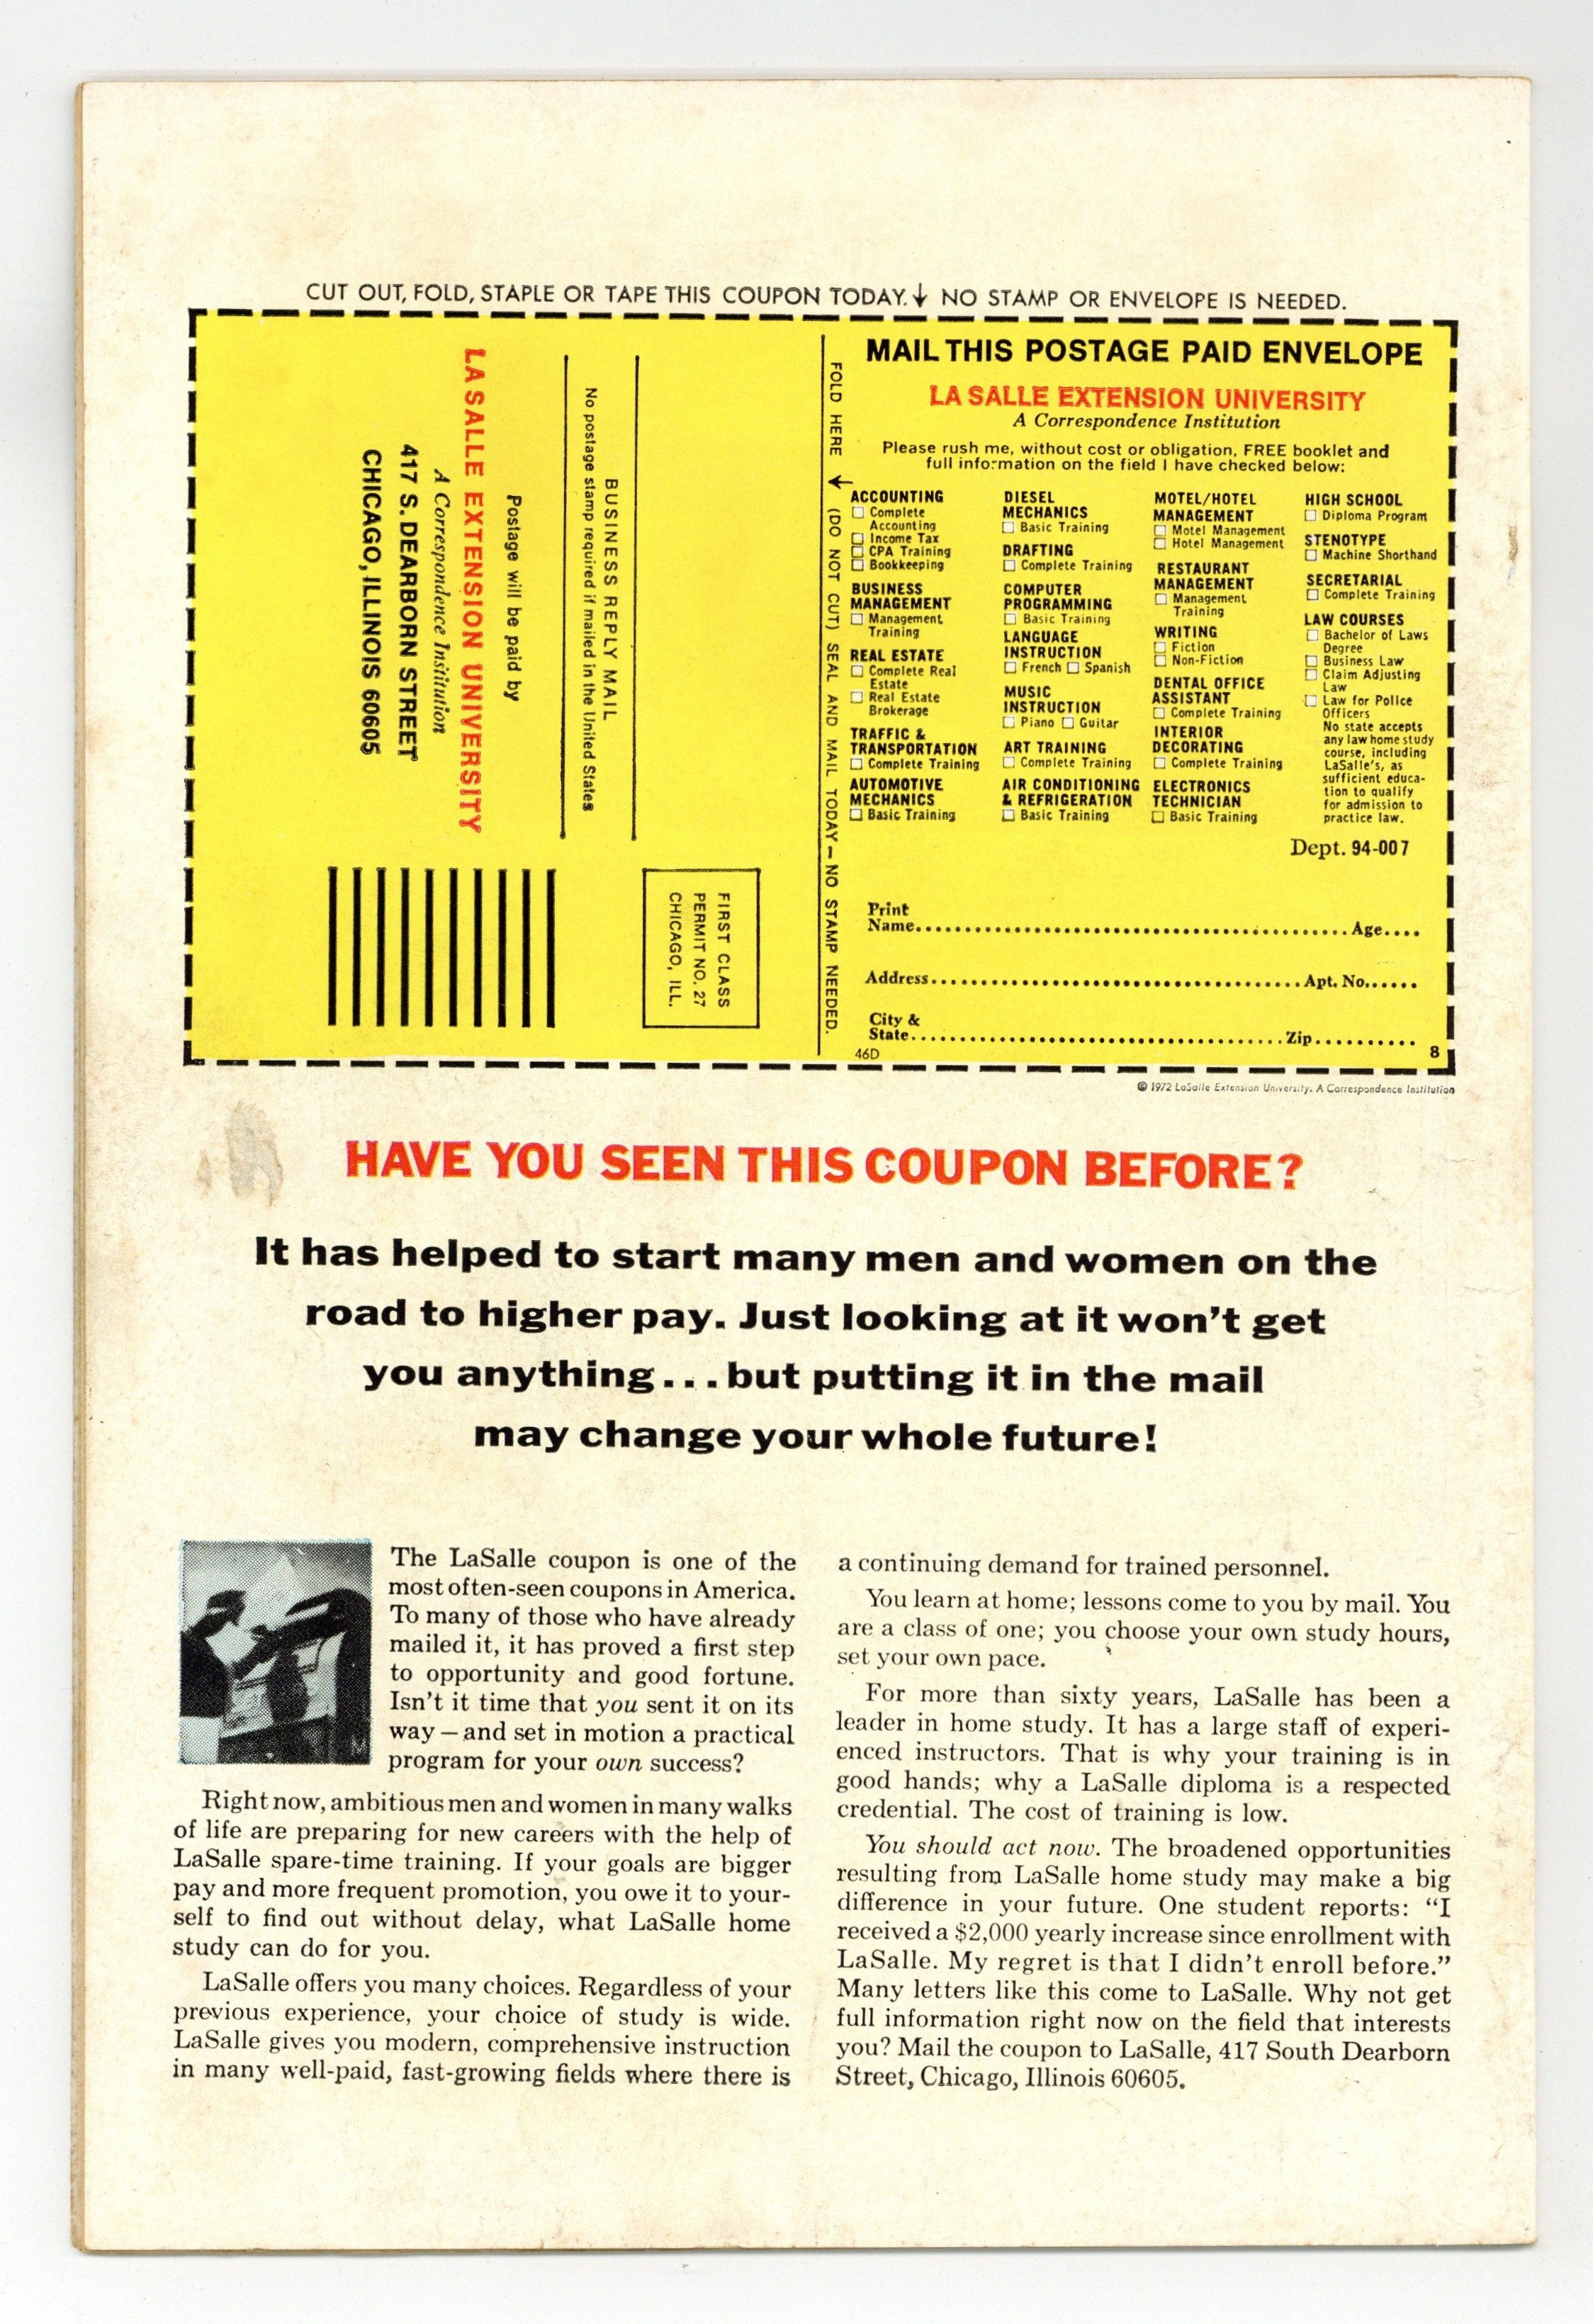 CUT OUT, FOLD, STAPLE OR TAPE THIS COUPON TODAY.↓ NO STAMP OR ENVELOPE IS NEEDED.
BUSINESS REPLY MAIL
No postage stamp required if mailed in the United States
Postage will be paid by
LA SALLE EXTENSION UNIVERSITY
A Correspondence Institution
417 S. DEARBORN STREET
CHICAGO, ILLINOIS 60605
FIRST CLASS
PERMIT NO. 27
CHICAGO, ILL.
FOLD HERE ↓ (DO NOT CUT) SEAL AND MAIL TODAY — NO STAMP NEEDED.
MAIL THIS POSTAGE PAID ENVELOPE
LA SALLE EXTENSION UNIVERSITY
A Correspondence Institution
Please rush me, without cost or obligation, FREE booklet and
full information on the field I have checked below:
ACCOUNTING
☐ Complete
Accounting
☐ Income Tax
☐ CPA Training
☐ Bookkeeping
BUSINESS
MANAGEMENT
☐ Management
Training
REAL ESTATE
☐ Complete Real
Estate
☐ Real Estate
Brokerage
TRAFFIC &
TRANSPORTATION
☐ Complete Training
AUTOMOTIVE
MECHANICS
☐ Basic Training
DIESEL
MECHANICS
☐ Basic Training
DRAFTING
☐ Complete Training
COMPUTER
PROGRAMMING
☐ Basic Training
LANGUAGE
INSTRUCTION
☐ French ☐ Spanish
MUSIC
INSTRUCTION
☐ Piano ☐ Guitar
ART TRAINING
☐ Complete Training
AIR CONDITIONING
& REFRIGERATION
☐ Basic Training
MOTEL/HOTEL
MANAGEMENT
☐ Motel Management
☐ Hotel Management
RESTAURANT
MANAGEMENT
☐ Management
Training
WRITING
☐ Fiction
☐ Non-Fiction
DENTAL OFFICE
ASSISTANT
☐ Complete Training
INTERIOR
DECORATING
☐ Complete Training
ELECTRONICS
TECHNICIAN
☐ Basic Training
HIGH SCHOOL
☐ Diploma Program
STENOTYPE
☐ Machine Shorthand
SECRETARIAL
☐ Complete Training
LAW COURSES
☐ Bachelor of Laws
Degree
☐ Business Law
☐ Claim Adjusting
Law
☐ Law for Police
Officers
No state accepts
any law home study
course, including
LaSalle's, as
sufficient educa-
tion to qualify
for admission to
practice law.
Dept. 94-007
Print
Name.................................................Age....
Address..........................................Apt. No......
City &
State..........................................Zip..........
46D 8
© 1972 LaSalle Extension University. A Correspondence Institution
HAVE YOU SEEN THIS COUPON BEFORE?
It has helped to start many men and women on the
road to higher pay. Just looking at it won't get
you anything...but putting it in the mail
may change your whole future!
The LaSalle coupon is one of the
most often-seen coupons in America.
To many of those who have already
mailed it, it has proved a first step
to opportunity and good fortune.
Isn't it time that you sent it on its
way — and set in motion a practical
program for your own success?
Right now, ambitious men and women in many walks
of life are preparing for new careers with the help of
LaSalle spare-time training. If your goals are bigger
pay and more frequent promotion, you owe it to your-
self to find out without delay, what LaSalle home
study can do for you.
LaSalle offers you many choices. Regardless of your
previous experience, your choice of study is wide.
LaSalle gives you modern, comprehensive instruction
in many well-paid, fast-growing fields where there is
a continuing demand for trained personnel.
You learn at home; lessons come to you by mail. You
are a class of one; you choose your own study hours,
set your own pace.
For more than sixty years, LaSalle has been a
leader in home study. It has a large staff of experi-
enced instructors. That is why your training is in
good hands; why a LaSalle diploma is a respected
credential. The cost of training is low.
You should act now. The broadened opportunities
resulting from LaSalle home study may make a big
difference in your future. One student reports: "I
received a $2,000 yearly increase since enrollment with
LaSalle. My regret is that I didn't enroll before."
Many letters like this come to LaSalle. Why not get
full information right now on the field that interests
you? Mail the coupon to LaSalle, 417 South Dearborn
Street, Chicago, Illinois 60605.